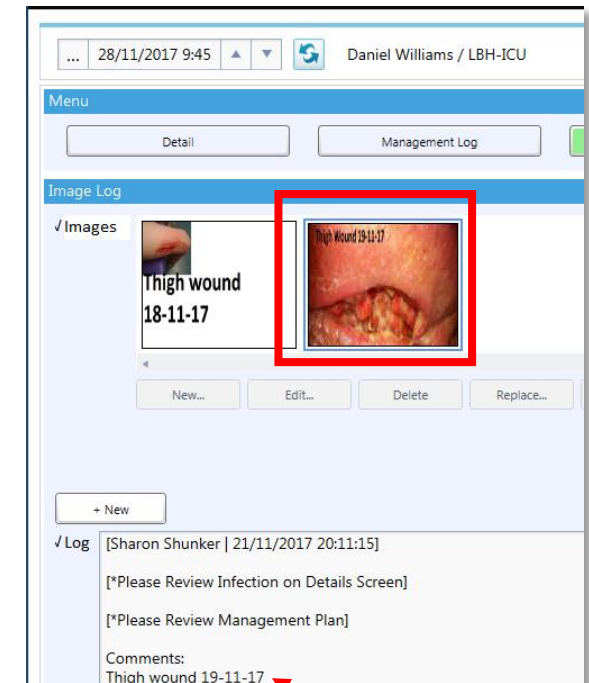 ... 28/11/2017 9:45 Daniel Williams / LBH-ICU
Menu
Detail Management Log
Image Log
√Images
Thigh wound
18-11-17
Thigh Wound 19-11-17
New... Edit... Delete Replace...
+ New
√Log [Sharon Shunker | 21/11/2017 20:11:15]
[*Please Review Infection on Details Screen]
[*Please Review Management Plan]
Comments:
Thigh wound 19-11-17